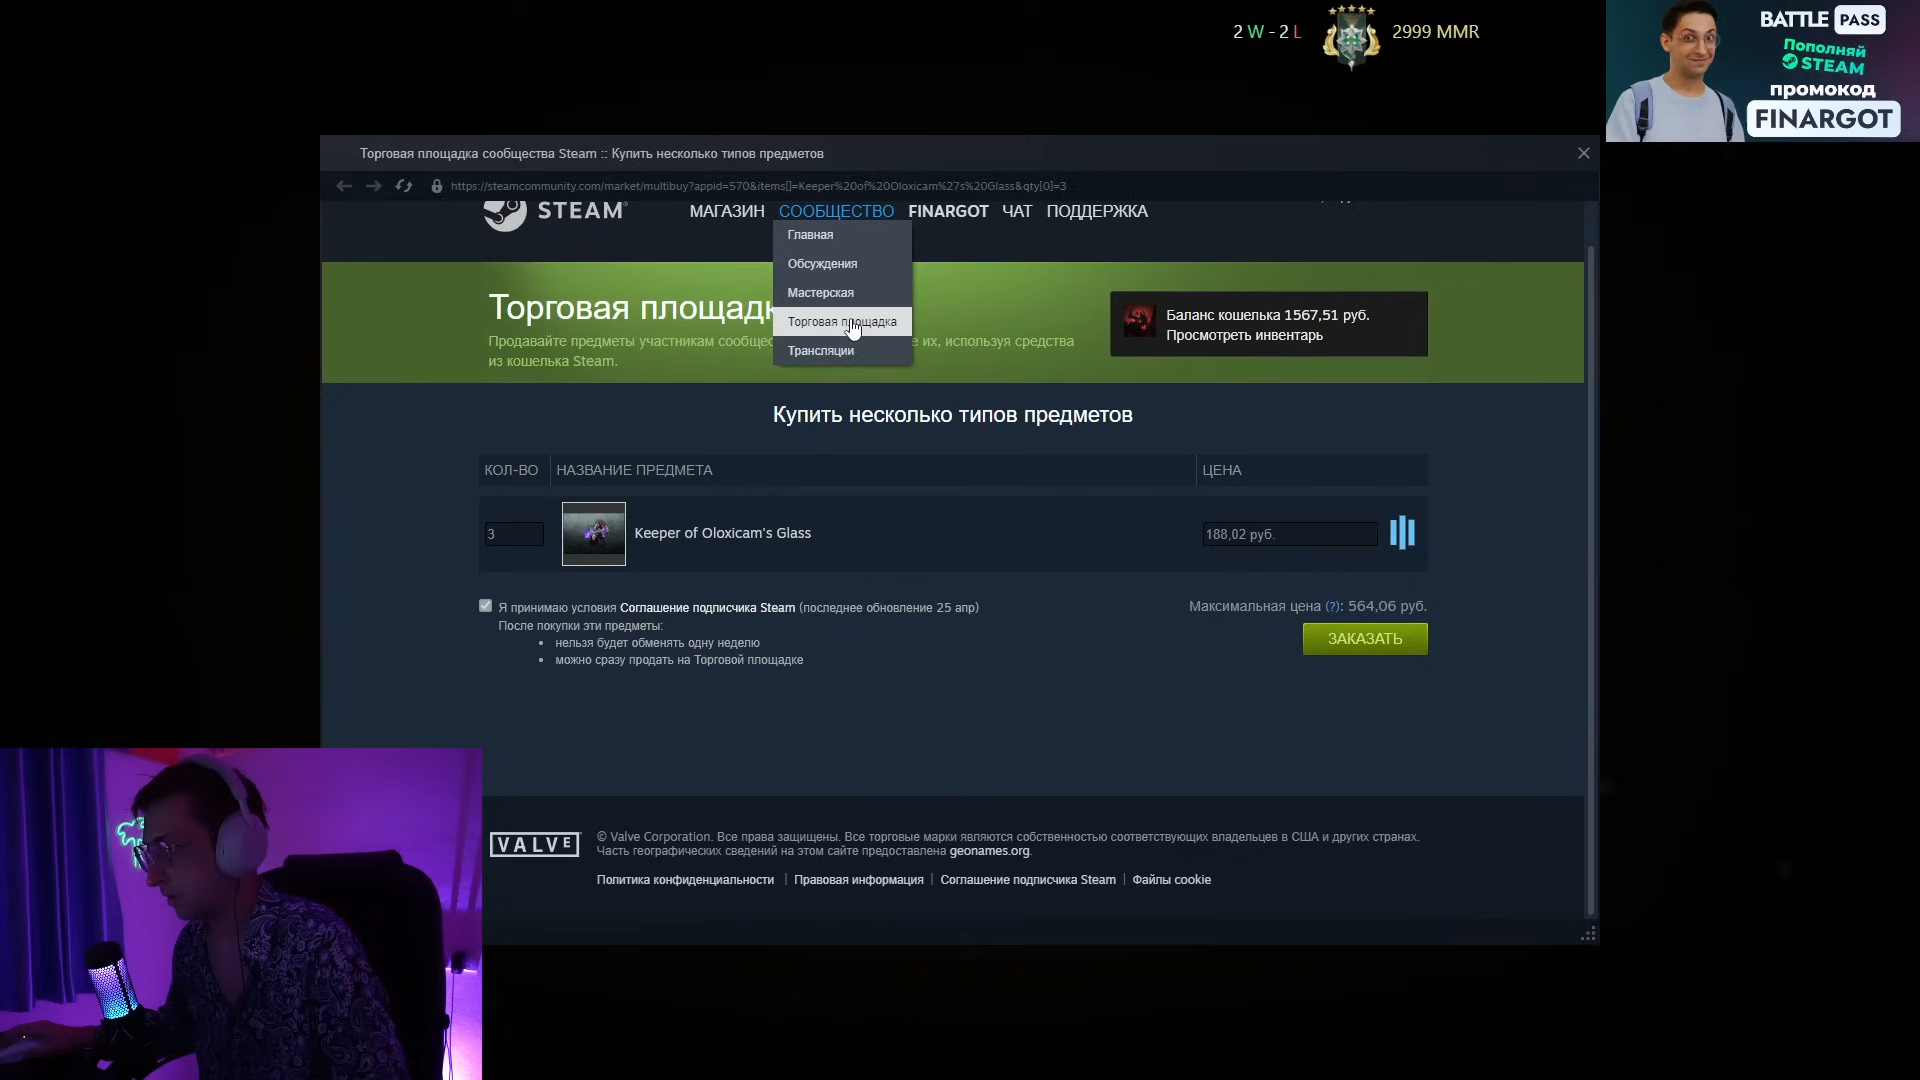 2 W - 2 L
2999 MMR
BATTLE PASS
Пополняй
STEAM
промокод
FINARGOT
Торговая площадка сообщества Steam :: Купить несколько типов предметов
https://steamcommunity.com/market/multibuy?appid=570&items[]=Keeper%20of%20Oloxicam%27s%20Glass&qty[0]=3
STEAM
МАГАЗИН СООБЩЕСТВО FINARGOT ЧАТ ПОДДЕРЖКА
Главная
Обсуждения
Мастерская
Торговая площадка
Трансляции
Торговая площадк
Продавайте предметы участникам сообщес е их, используя средства
из кошелька Steam.
Баланс кошелька 1567,51 руб.
Просмотреть инвентарь
Купить несколько типов предметов
КОЛ-ВО НАЗВАНИЕ ПРЕДМЕТА ЦЕНА
3 Keeper of Oloxicam's Glass 188,02 руб.
Я принимаю условия Соглашение подписчика Steam (последнее обновление 25 апр)
После покупки эти предметы:
• нельзя будет обменять одну неделю
• можно сразу продать на Торговой площадке
Максимальная цена (?): 564,06 руб.
ЗАКАЗАТЬ
VALVE
© Valve Corporation. Все права защищены. Все торговые марки являются собственностью соответствующих владельцев в США и других странах.
Часть географических сведений на этом сайте предоставлена geonames.org.
Политика конфиденциальности | Правовая информация | Соглашение подписчика Steam | Файлы cookie